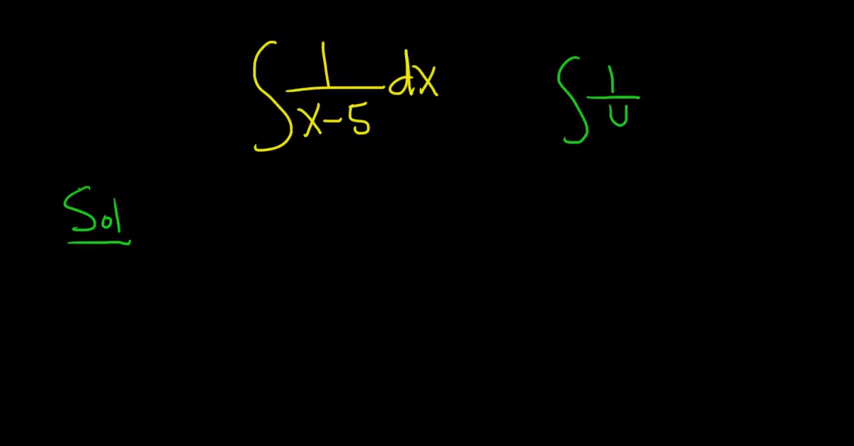 ∫ 1/(x-5) dx
∫ 1/u
Sol